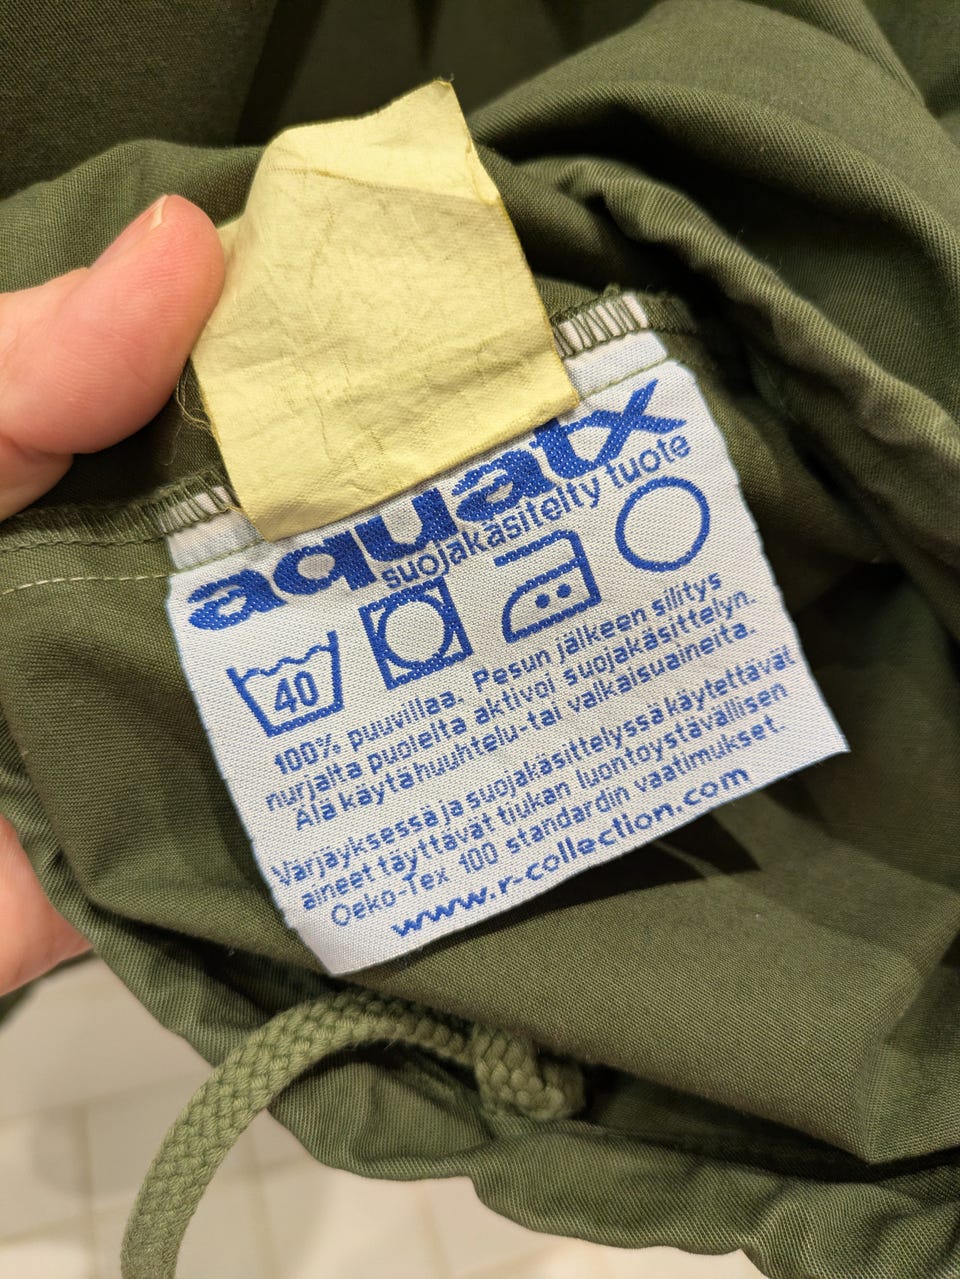 aquatx
suojakäsitelty tuote
40
100% puuvillaa. Pesun jälkeen silitys
nurjalta puolelta aktivoi suojakäsittelyn.
Älä käytä huuhtelu- tai valkaisuaineita.
Värjäyksessä ja suojakäsittelyssä käytettävät
aineet täyttävät tiukan luontoystävällisen
Oeko-Tex 100 standardin vaatimukset.
www.r-collection.com